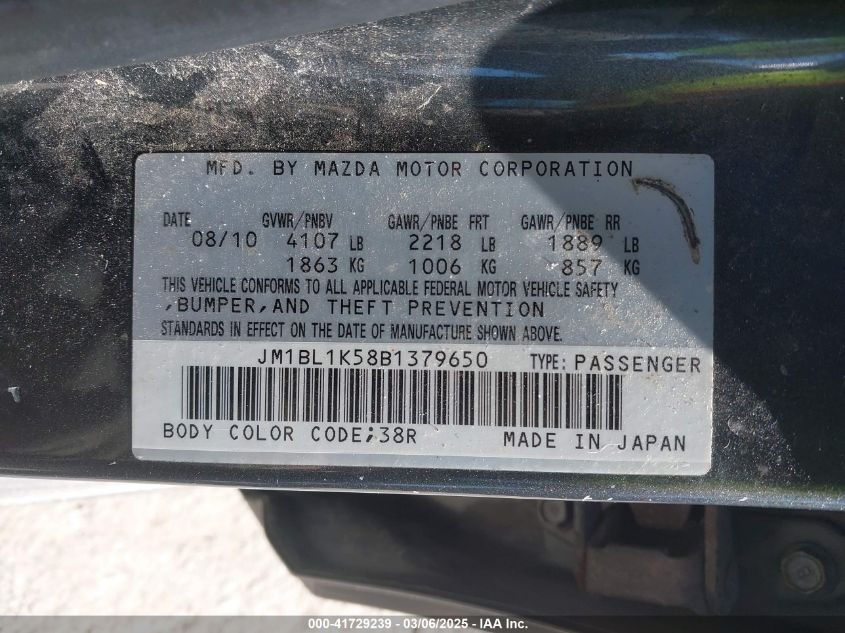 MFD. BY MAZDA MOTOR CORPORATION
DATE GVWR/PNBV GAWR/PNBE FRT GAWR/PNBE RR
08/10 4107 LB 2218 LB 1889 LB
1863 KG 1006 KG 857 KG
THIS VEHICLE CONFORMS TO ALL APPLICABLE FEDERAL MOTOR VEHICLE SAFETY
,BUMPER,AND THEFT PREVENTION
STANDARDS IN EFFECT ON THE DATE OF MANUFACTURE SHOWN ABOVE.
JM1BL1K58B1379650 TYPE: PASSENGER
BODY COLOR CODE;38R MADE IN JAPAN
000-41729239 - 03/06/2025 - IAAI Inc.